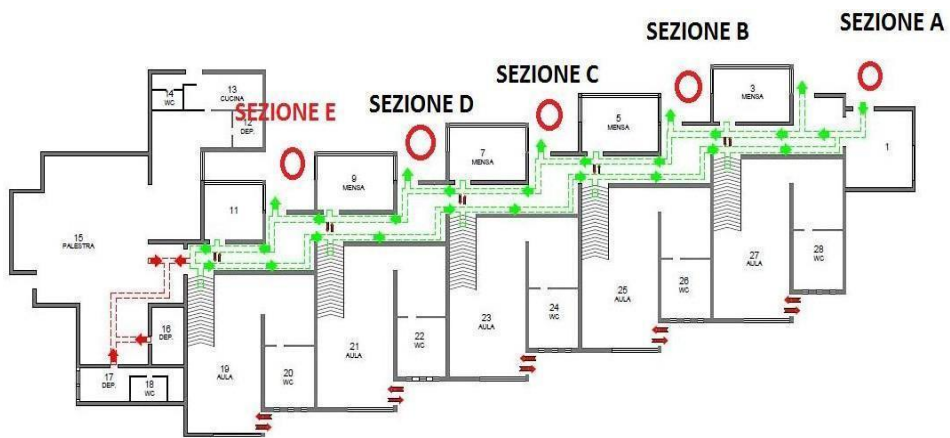 SEZIONE A
SEZIONE B
SEZIONE C
SEZIONE D
SEZIONE E
14
WC
13
CUCINA
12
DEP.
3
MENSA
5
MENSA
7
MENSA
9
MENSA
11
1
15
PALESTRA
16
DEP.
17
DEP.
18
WC
19
AULA
20
WC
21
AULA
22
WC
23
AULA
24
WC
25
AULA
26
WC
27
AULA
28
WC